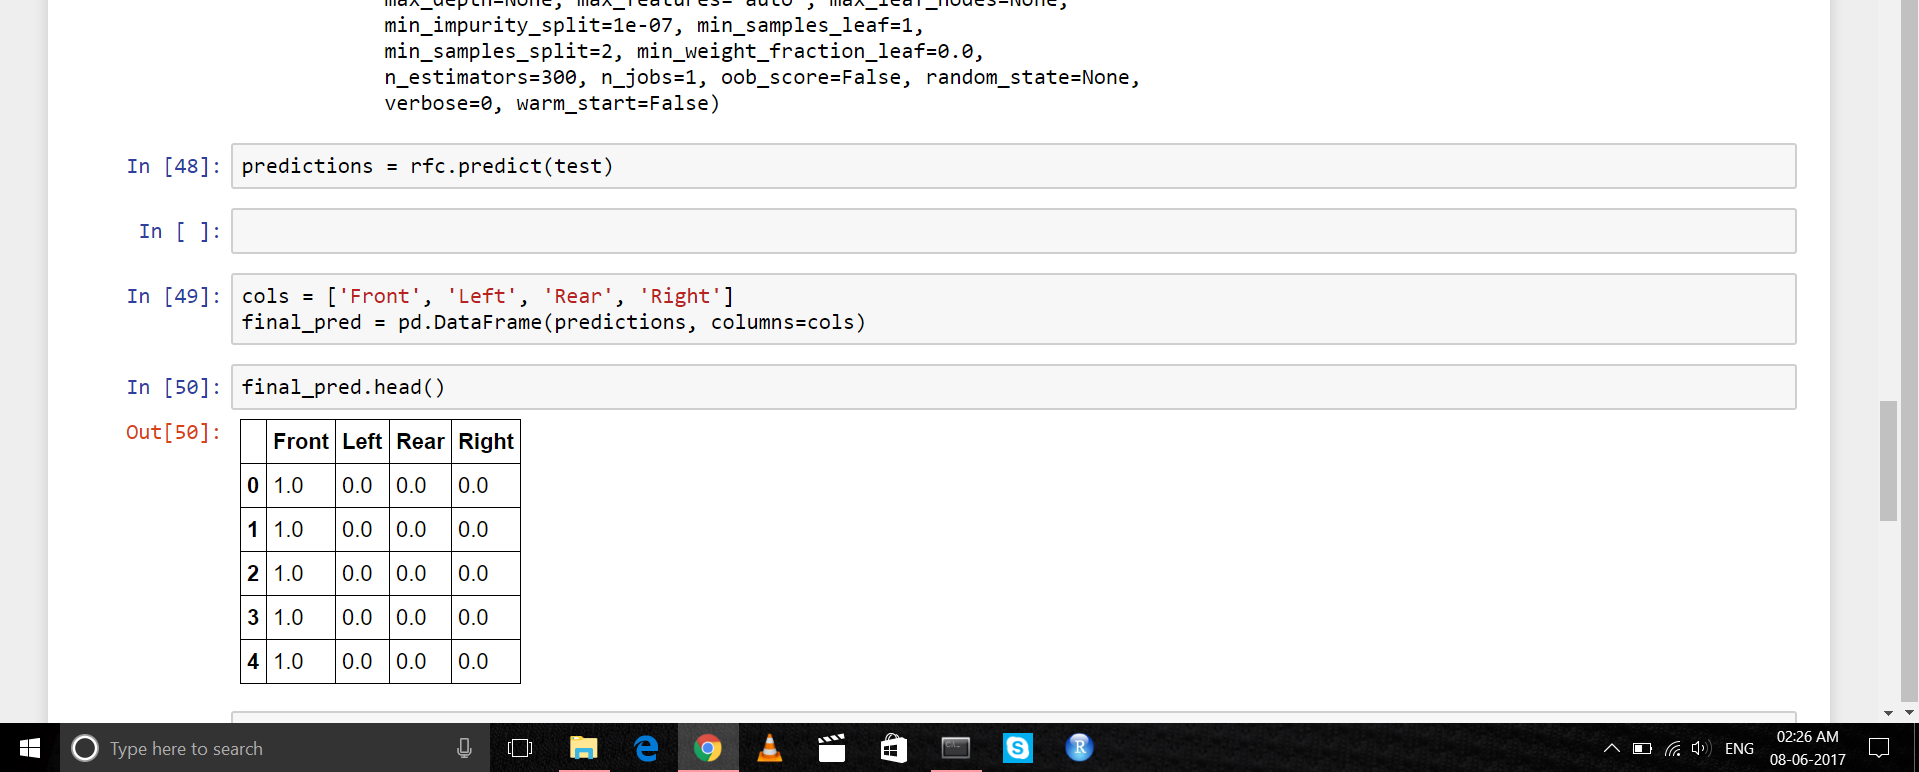 max_depth=None, max_features='auto', max_leaf_nodes=None,
min_impurity_split=1e-07, min_samples_leaf=1,
min_samples_split=2, min_weight_fraction_leaf=0.0,
n_estimators=300, n_jobs=1, oob_score=False, random_state=None,
verbose=0, warm_start=False)
In [48]: predictions = rfc.predict(test)
In [ ]:
In [49]: cols = ['Front', 'Left', 'Rear', 'Right']
final_pred = pd.DataFrame(predictions, columns=cols)
In [50]: final_pred.head()
Out[50]:
Front Left Rear Right
0 1.0 0.0 0.0 0.0
1 1.0 0.0 0.0 0.0
2 1.0 0.0 0.0 0.0
3 1.0 0.0 0.0 0.0
4 1.0 0.0 0.0 0.0
Type here to search
ENG
02:26 AM
08-06-2017